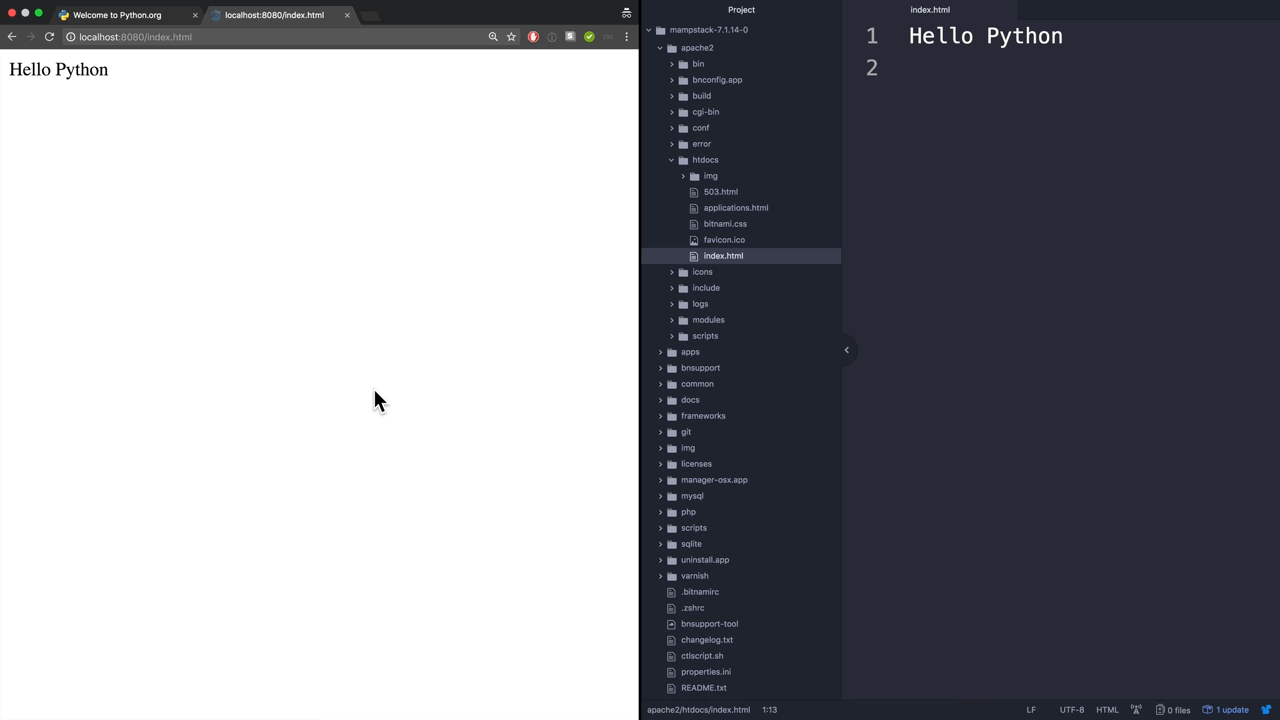 Welcome to Python.org
localhost:8080/index.html
localhost:8080/index.html
Hello Python
Project
mampstack-7.1.14-0
apache2
bin
bnconfig.app
build
cgi-bin
conf
error
htdocs
img
503.html
applications.html
bitnami.css
favicon.ico
index.html
icons
include
logs
modules
scripts
apps
bnsupport
common
docs
frameworks
git
img
licenses
manager-osx.app
mysql
php
scripts
sqlite
uninstall.app
varnish
.bitnamirc
.zshrc
bnsupport-tool
changelog.txt
ctlscript.sh
properties.ini
README.txt
index.html
1 Hello Python
2
apache2/htdocs/index.html 1:13 LF UTF-8 HTML 0 files 1 update